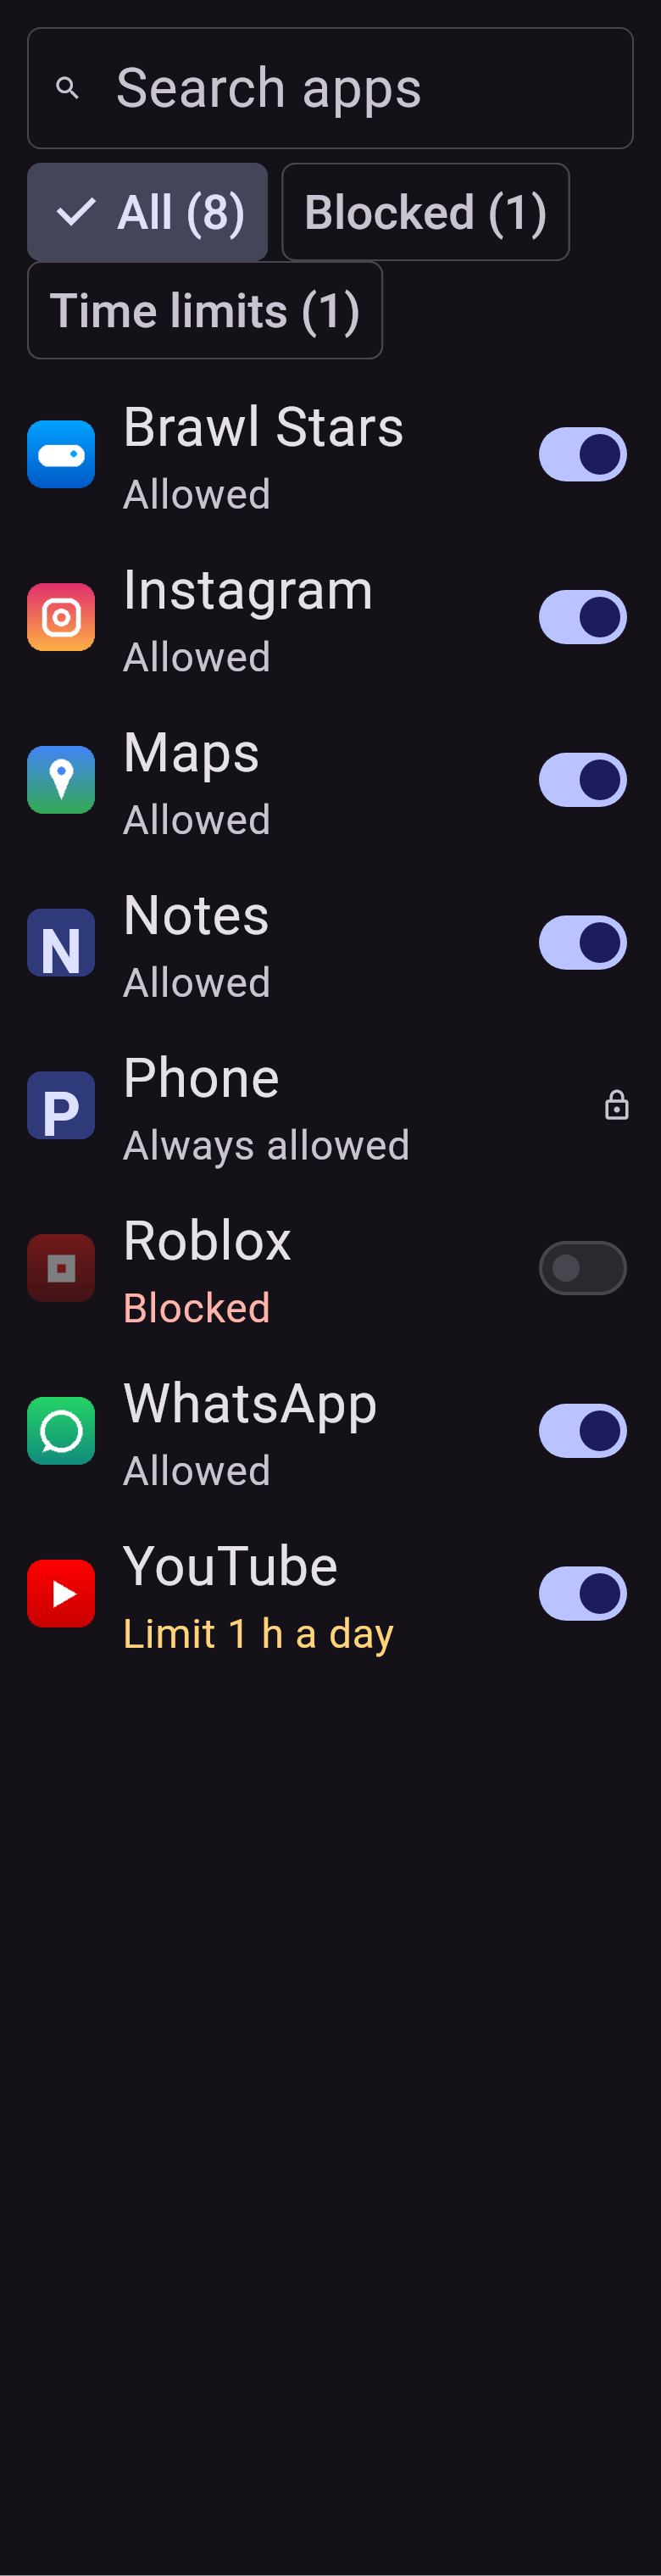 Search apps
All (8)
Blocked (1)
Time limits (1)
Brawl Stars
Allowed
Instagram
Allowed
Maps
Allowed
N
Notes
Allowed
P
Phone
Always allowed
Roblox
Blocked
WhatsApp
Allowed
YouTube
Limit 1 h a day